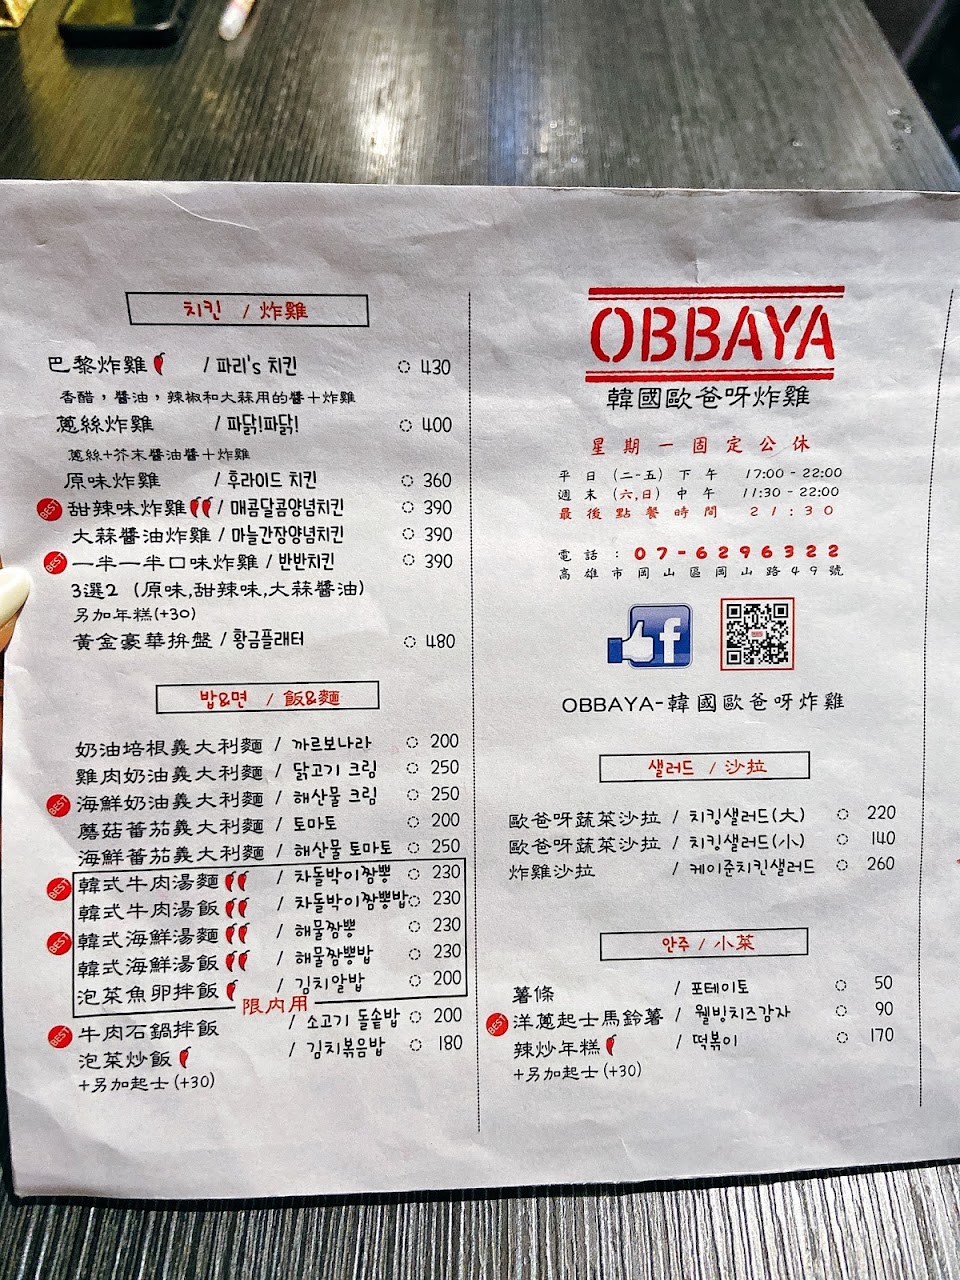 치킨 / 炸雞
巴黎炸雞 / 파리's 치킨 430
香醋，醬油，辣椒和大蒜用的醬＋炸雞
蔥絲炸雞 / 파닭!파닭! 400
蔥絲+芥末醬油醬＋炸雞
原味炸雞 / 후라이드 치킨 360
BEST 甜辣味炸雞 / 매콤달콤양념치킨 390
大蒜醬油炸雞 / 마늘간장양념치킨 390
BEST 一半一半口味炸雞 / 반반치킨 390
3選2 (原味,甜辣味,大蒜醬油)
另加年糕(+30)
黃金豪華拼盤 / 황금플래터 480
밥&면 / 飯&麵
奶油培根義大利麵 / 까르보나라 200
雞肉奶油義大利麵 / 닭고기 크림 250
BEST 海鮮奶油義大利麵 / 해산물 크림 250
蘑菇蕃茄義大利麵 / 토마토 200
海鮮蕃茄義大利麵 / 해산물 토마토 250
BEST 韓式牛肉湯麵 / 차돌박이짬뽕 230
韓式牛肉湯飯 / 차돌박이짬뽕밥 230
BEST 韓式海鮮湯麵 / 해물짬뽕 230
韓式海鮮湯飯 / 해물짬뽕밥 230
泡菜魚卵拌飯 / 김치알밥 200
限內用
BEST 牛肉石鍋拌飯 / 소고기 돌솥밥 200
泡菜炒飯 / 김치볶음밥 180
+另加起士(+30)
OBBAYA
韓國歐爸呀炸雞
星期一固定公休
平日 (二-五) 下午 17:00-22:00
週末 (六,日) 中午 11:30-22:00
最後點餐時間 21:30
電話：07-6296322
高雄市岡山區岡山路49號
f
OBBAYA-韓國歐爸呀炸雞
샐러드 / 沙拉
歐爸呀蔬菜沙拉 / 치킹샐러드(大) 220
歐爸呀蔬菜沙拉 / 치킹샐러드(小) 140
炸雞沙拉 / 케이준치킨샐러드 260
안주 / 小菜
薯條 / 포테이토 50
BEST 洋蔥起士馬鈴薯 / 웰빙치즈감자 90
辣炒年糕 / 떡볶이 170
+另加起士(+30)